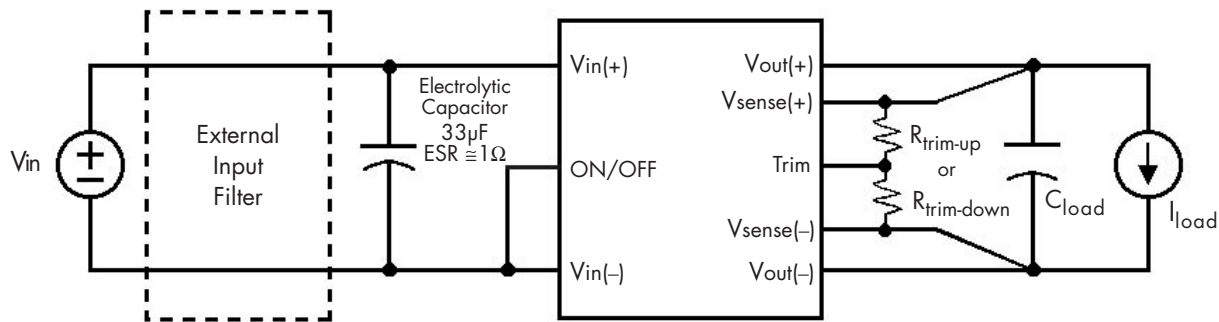 Vin
+
−
External
Input
Filter
Electrolytic
Capacitor
33µF
ESR ≅ 1Ω
Vin(+)
ON/OFF
Vin(–)
Vout(+)
Vsense(+)
Trim
Vsense(–)
Vout(–)
Rtrim-up
or
Rtrim-down
Cload
Iload